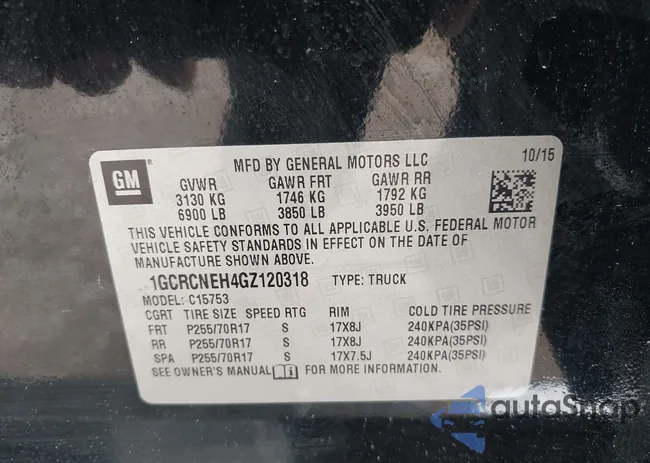 GM
MFD BY GENERAL MOTORS LLC 10/15
GVWR GAWR FRT GAWR RR
3130 KG 1746 KG 1792 KG
6900 LB 3850 LB 3950 LB
THIS VEHICLE CONFORMS TO ALL APPLICABLE U.S. FEDERAL MOTOR
VEHICLE SAFETY STANDARDS IN EFFECT ON THE DATE OF
MANUFACTURE SHOWN ABOVE.
1GCRCNEH4GZ120318 TYPE: TRUCK
MODEL: C15753
CGRT TIRE SIZE SPEED RTG RIM COLD TIRE PRESSURE
FRT P255/70R17 S 17X8J 240KPA(35PSI)
RR P255/70R17 S 17X8J 240KPA(35PSI)
SPA P255/70R17 S 17X7.5J 240KPA(35PSI)
SEE OWNER'S MANUAL FOR MORE INFORMATION.
autoSnap